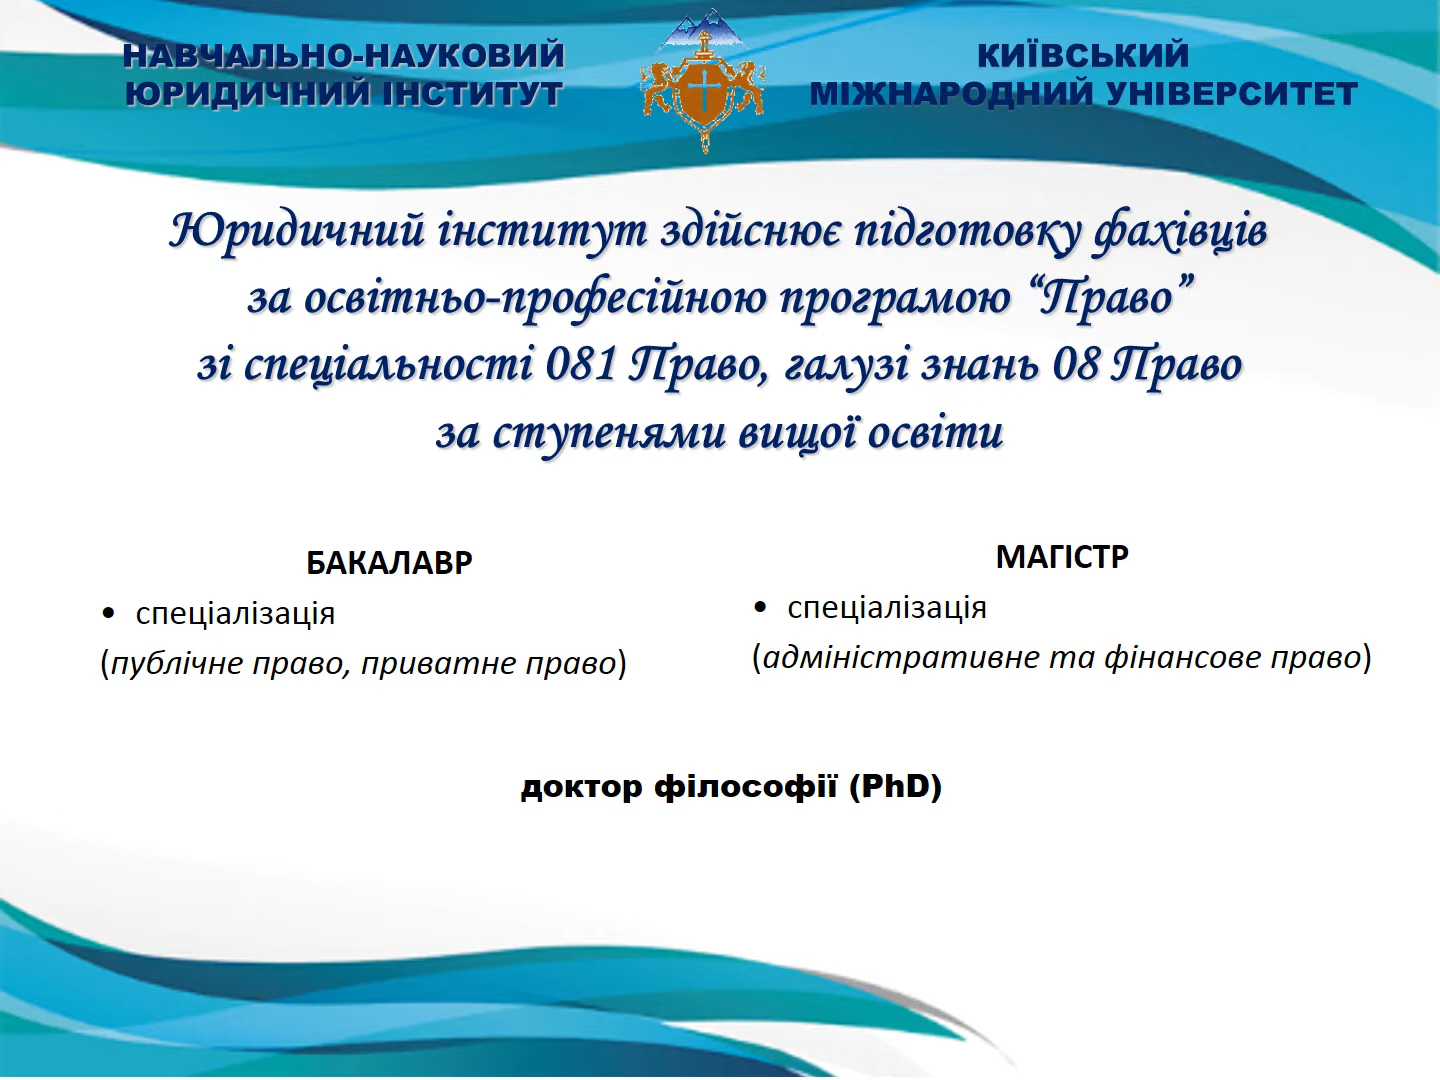 НАВЧАЛЬНО-НАУКОВИЙ
ЮРИДИЧНИЙ ІНСТИТУТ
КИЇВСЬКИЙ
МІЖНАРОДНИЙ УНІВЕРСИТЕТ
Юридичний інститут здійснює підготовку фахівців
за освітньо-професійною програмою “Право”
зі спеціальності 081 Право, галузі знань 08 Право
за ступенями вищої освіти
БАКАЛАВР
• спеціалізація
(публічне право, приватне право)
МАГІСТР
• спеціалізація
(адміністративне та фінансове право)
доктор філософії (PhD)